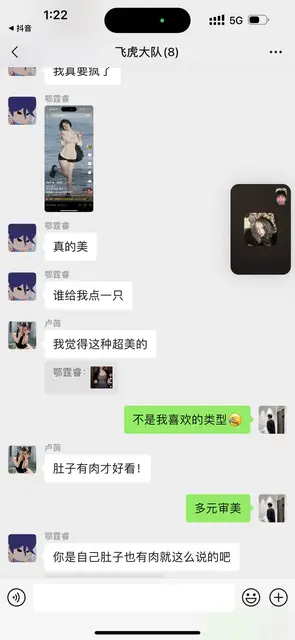 1:22
5G
抖音
飞虎大队(8)
我真要疯了
鄂霆睿
鄂霆睿
真的美
鄂霆睿
谁给我点一只
卢薇
我觉得这种超美的
鄂霆睿：
不是我喜欢的类型
卢薇
肚子有肉才好看！
多元审美
鄂霆睿
你是自己肚子也有肉就这么说的吧